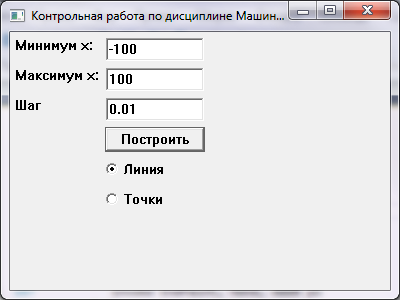 Контрольная работа по дисциплине Машин...
Минимум x: -100
Максимум x: 100
Шаг 0.01
Построить
Линия
Точки